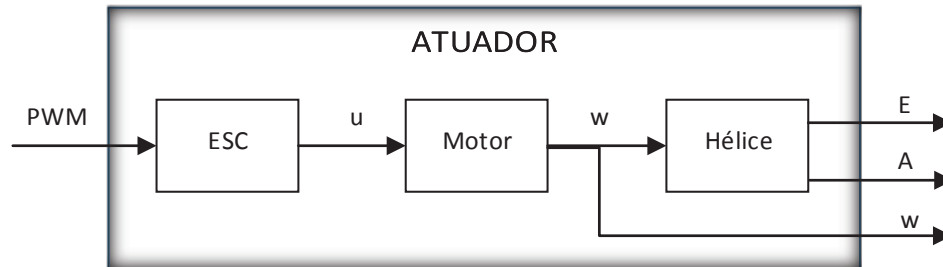 ATUADOR
PWM
ESC
u
Motor
w
Hélice
E
A
w